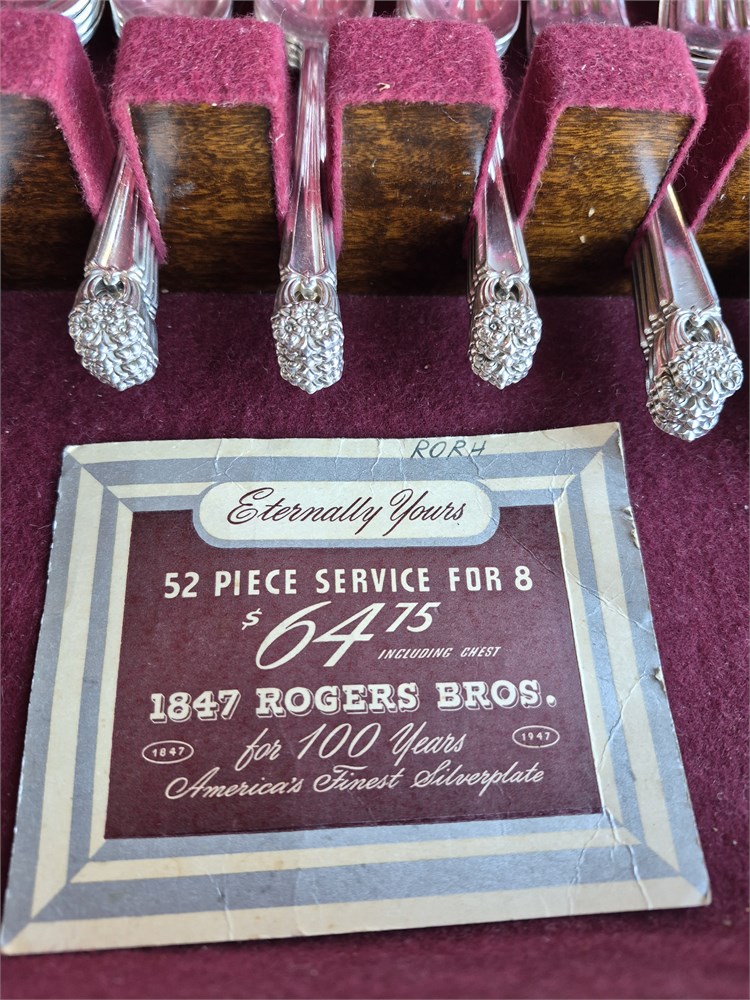 RORH
Eternally Yours
52 PIECE SERVICE FOR 8
$64.75
INCLUDING CHEST
1847 ROGERS BROS.
1847 for 100 Years 1947
America's Finest Silverplate